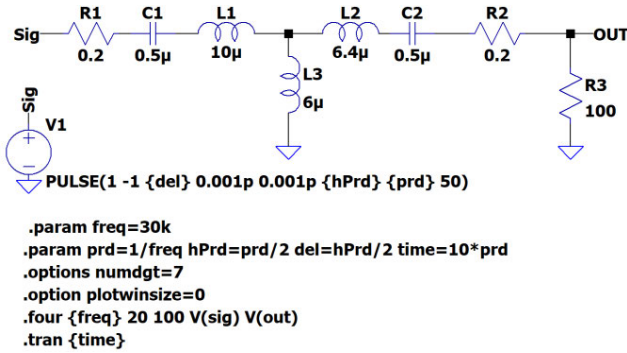 R1 C1 L1 L2 C2 R2
Sig OUT
0.2 0.5µ 10µ 6.4µ 0.5µ 0.2
L3
6µ
R3
100
Sig
V1
PULSE(1 -1 {del} 0.001p 0.001p {hPrd} {prd} 50)
.param freq=30k
.param prd=1/freq hPrd=prd/2 del=hPrd/2 time=10*prd
.options numdgt=7
.option plotwinsize=0
.four {freq} 20 100 V(sig) V(out)
.tran {time}